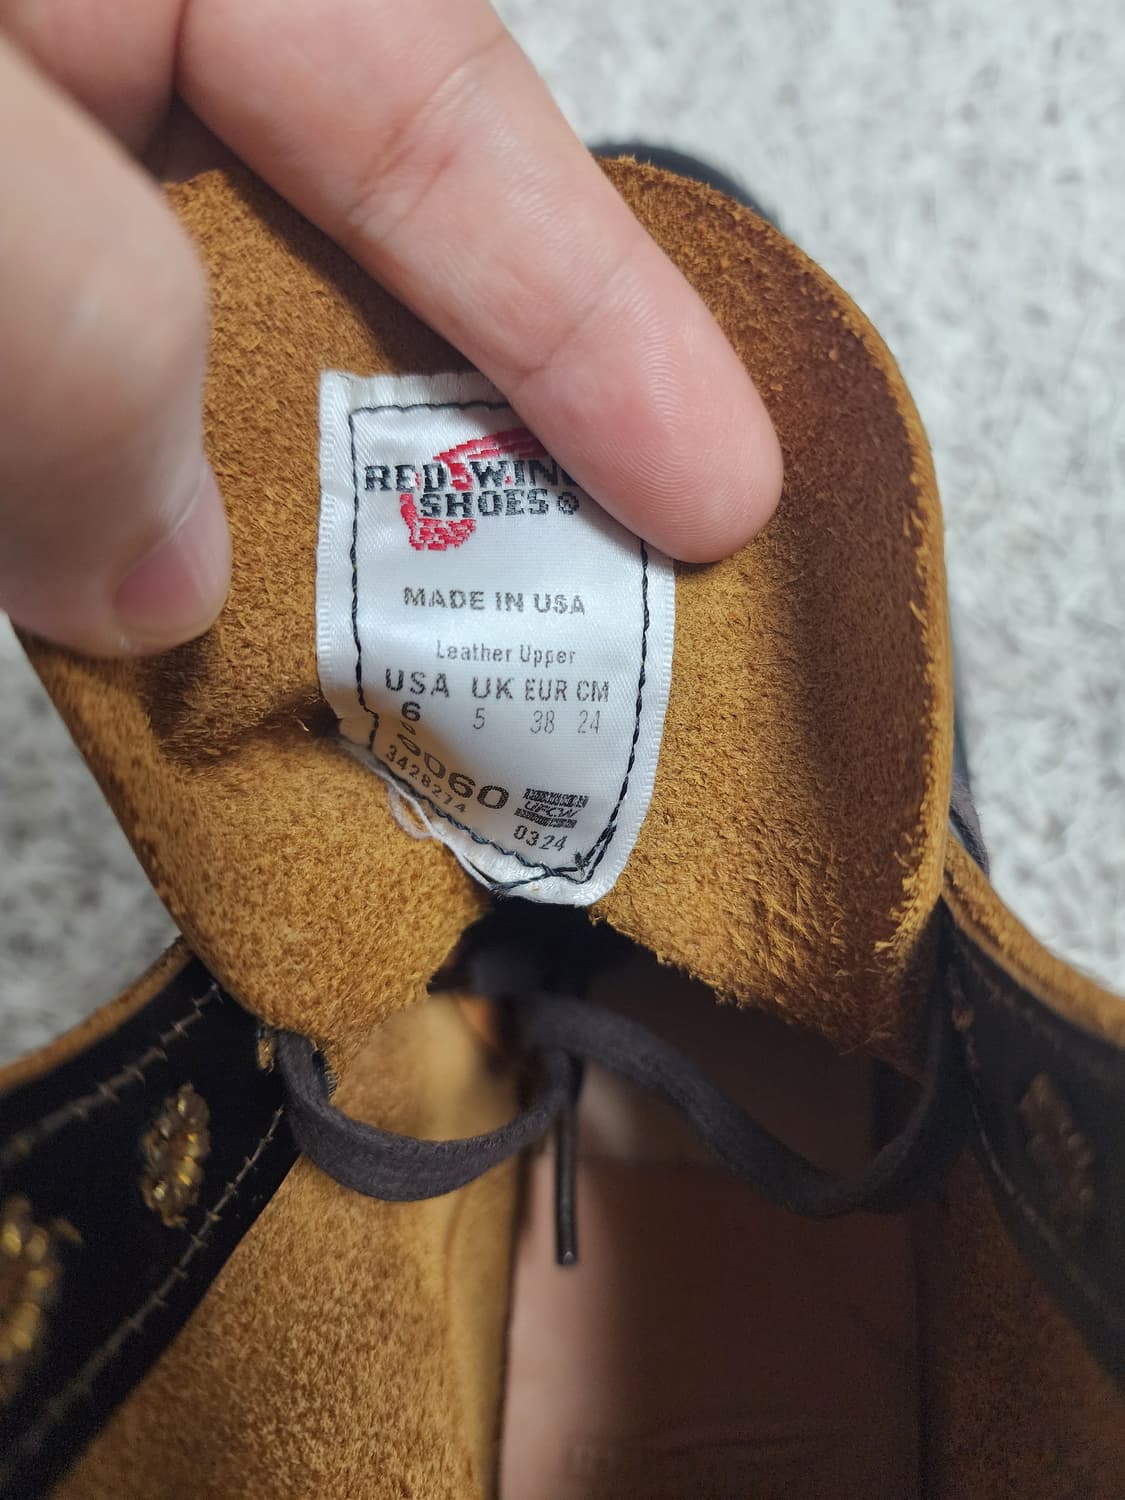 RED WING
SHOES®
MADE IN USA
Leather Upper
USA UK EUR CM
6 5 38 24
9060
3428274
UFCW
0324